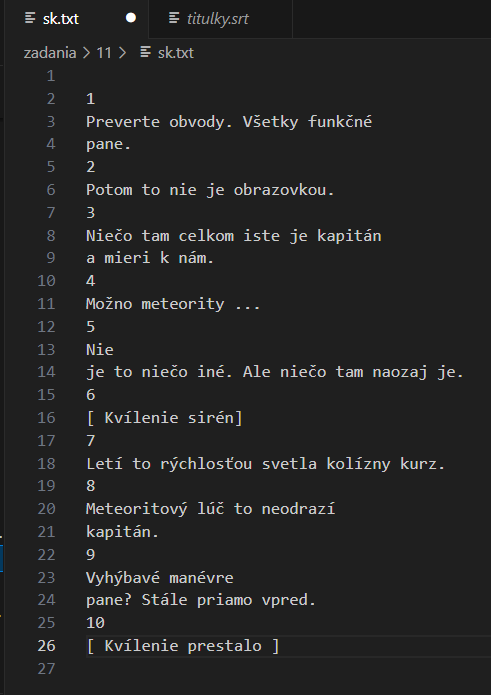 sk.txt
titulky.srt
zadania > 11 > sk.txt
1
2 1
3 Preverte obvody. Všetky funkčné
4 pane.
5 2
6 Potom to nie je obrazovkou.
7 3
8 Niečo tam celkom iste je kapitán
9 a mieri k nám.
10 4
11 Možno meteority ...
12 5
13 Nie
14 je to niečo iné. Ale niečo tam naozaj je.
15 6
16 [ Kvílenie sirén]
17 7
18 Letí to rýchlosťou svetla kolízny kurz.
19 8
20 Meteoritový lúč to neodrazí
21 kapitán.
22 9
23 Vyhýbavé manévre
24 pane? Stále priamo vpred.
25 10
26 [ Kvílenie prestalo ]
27